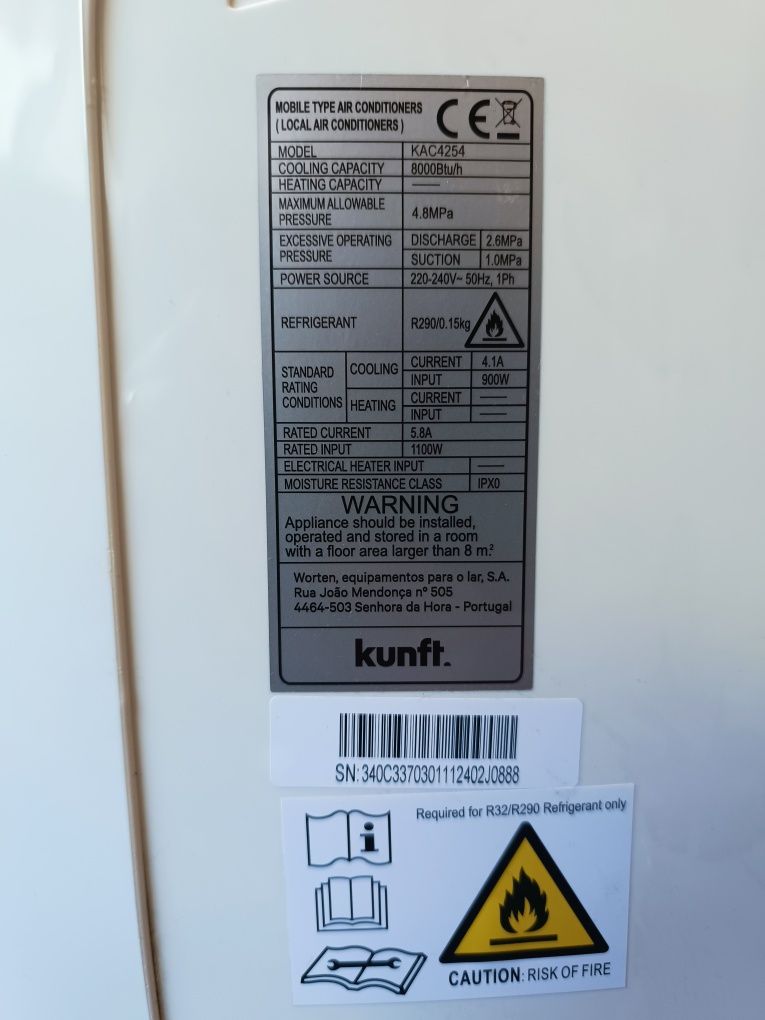 MOBILE TYPE AIR CONDITIONERS
( LOCAL AIR CONDITIONERS )
CE
MODEL KAC4254
COOLING CAPACITY 8000Btu/h
HEATING CAPACITY ——
MAXIMUM ALLOWABLE
PRESSURE 4.8MPa
EXCESSIVE OPERATING
PRESSURE
DISCHARGE 2.6MPa
SUCTION 1.0MPa
POWER SOURCE 220-240V~ 50Hz, 1Ph
REFRIGERANT R290/0.15kg
STANDARD
RATING
CONDITIONS
COOLING
CURRENT 4.1A
INPUT 900W
HEATING
CURRENT ——
INPUT ——
RATED CURRENT 5.8A
RATED INPUT 1100W
ELECTRICAL HEATER INPUT ——
MOISTURE RESISTANCE CLASS IPX0
WARNING
Appliance should be installed,
operated and stored in a room
with a floor area larger than 8 m².
Worten, equipamentos para o lar, S.A.
Rua João Mendonça nº 505
4464-503 Senhora da Hora - Portugal
kunft.
SN: 340C3370301112402J0888
Required for R32/R290 Refrigerant only
i
CAUTION: RISK OF FIRE